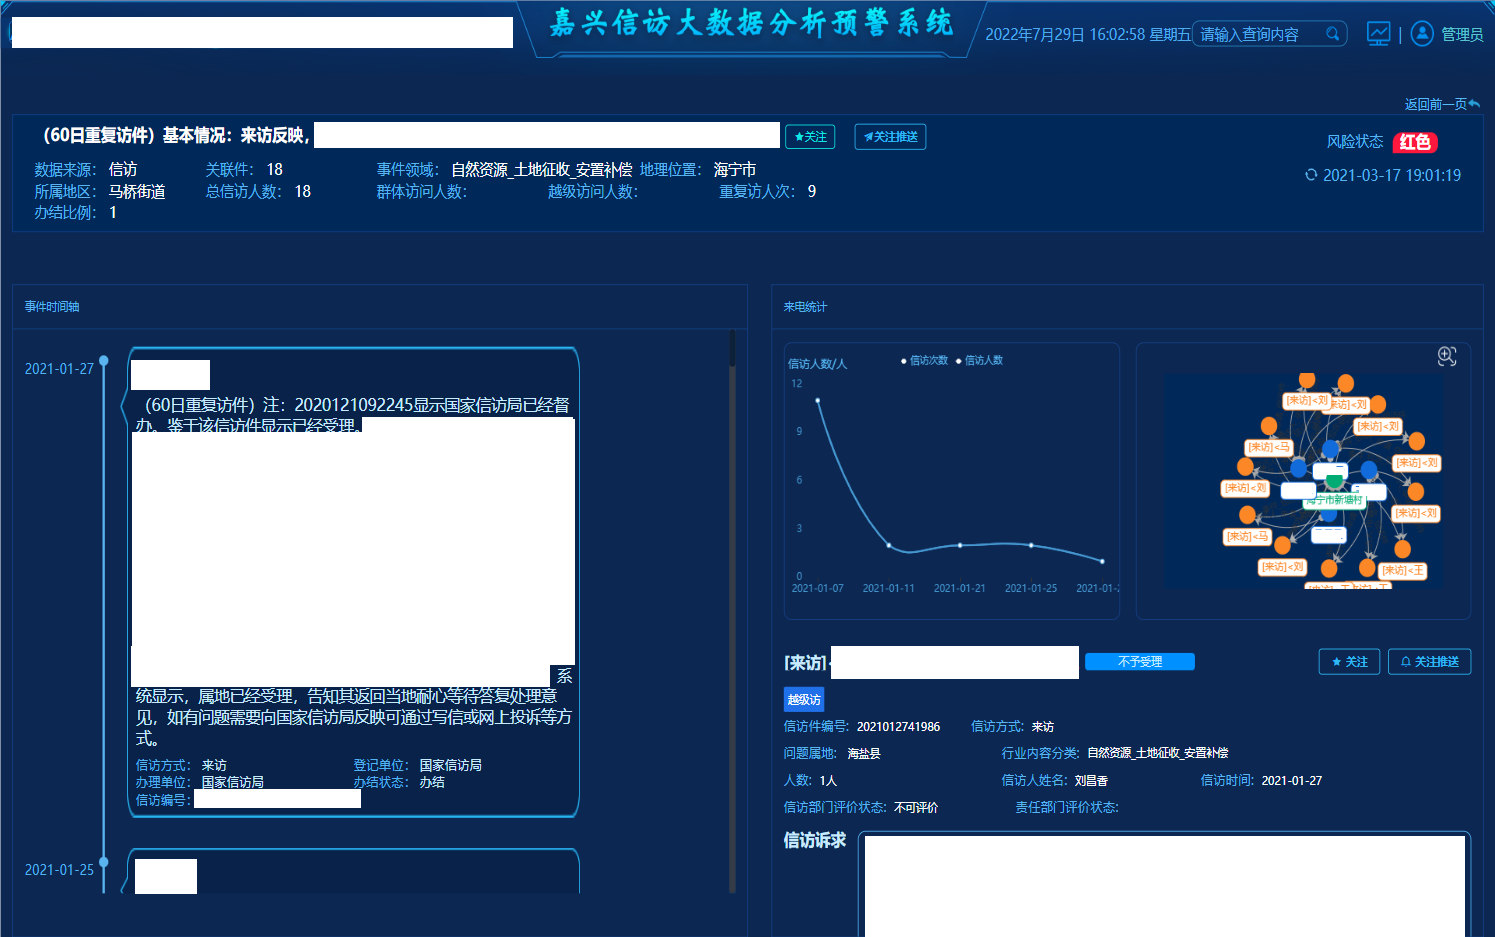 嘉兴信访大数据分析预警系统
2022年7月29日 16:02:58 星期五 请输入查询内容 | 管理员
返回前一页
（60日重复访件）基本情况：来访反映， 关注 关注推送
风险状态 红色
数据来源： 信访 关联件： 18 事件领域： 自然资源_土地征收_安置补偿 地理位置： 海宁市
2021-03-17 19:01:19
所属地区： 马桥街道 总信访人数： 18 群体访问人数： 越级访问人数： 重复访人次： 9
办结比例： 1
事件时间轴
2021-01-27
（60日重复访件）注：2020121092245显示国家信访局已经督
办。鉴于该信访件显示已经受理。
系
统显示，属地已经受理，告知其返回当地耐心等待答复处理意
见，如有问题需要向国家信访局反映可通过写信或网上投诉等方
式。
信访方式： 来访 登记单位： 国家信访局
办理单位： 国家信访局 办结状态： 办结
信访编号：
2021-01-25
来电统计
信访人数/人 信访次数 信访人数
12
9
6
3
0
2021-01-07 2021-01-11 2021-01-21 2021-01-25 2021-01-2
[来访]<刘
来访]<刘
[来访]<刘
[来访]<马
[来访]<刘
[来访]<刘
海宁市新塘村
[来访]<刘
[来访]<马
[来访]<刘
[来访]<王
[来访] 不予受理 关注 关注推送
越级访
信访件编号： 2021012741986 信访方式： 来访
问题属地： 海盐县 行业内容分类： 自然资源_土地征收_安置补偿
人数： 1人 信访人姓名： 刘昌香 信访时间： 2021-01-27
信访部门评价状态： 不可评价 责任部门评价状态：
信访诉求